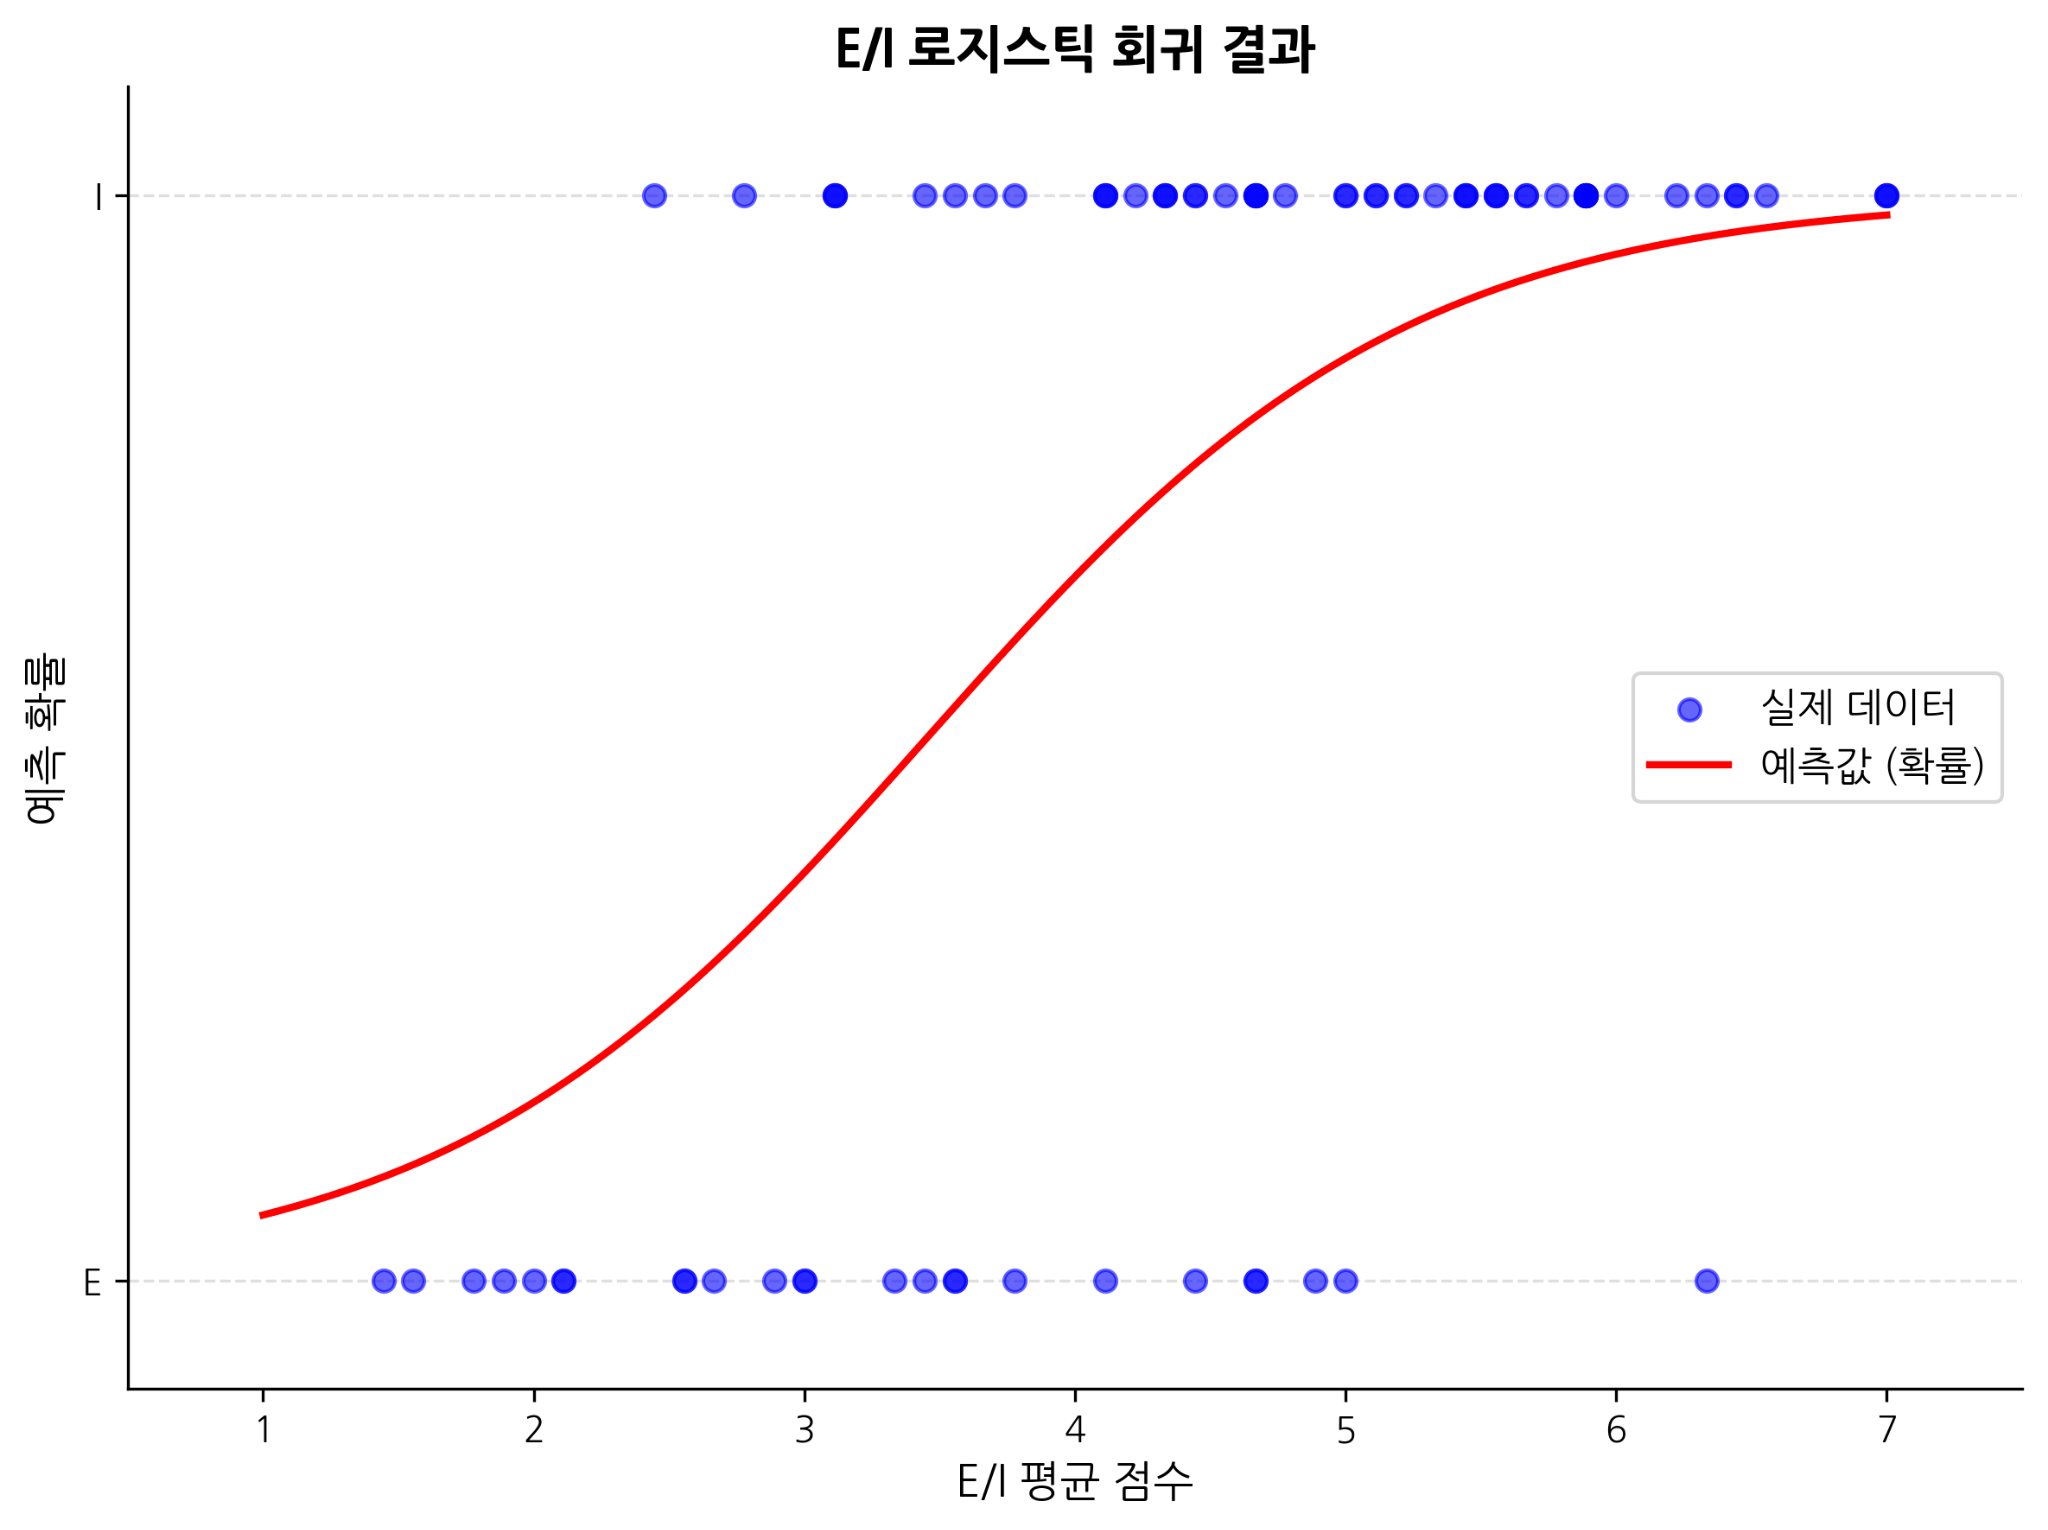 E/I 로지스틱 회귀 결과
I
E
예측 확률
실제 데이터
예측값 (확률)
1 2 3 4 5 6 7
E/I 평균 점수